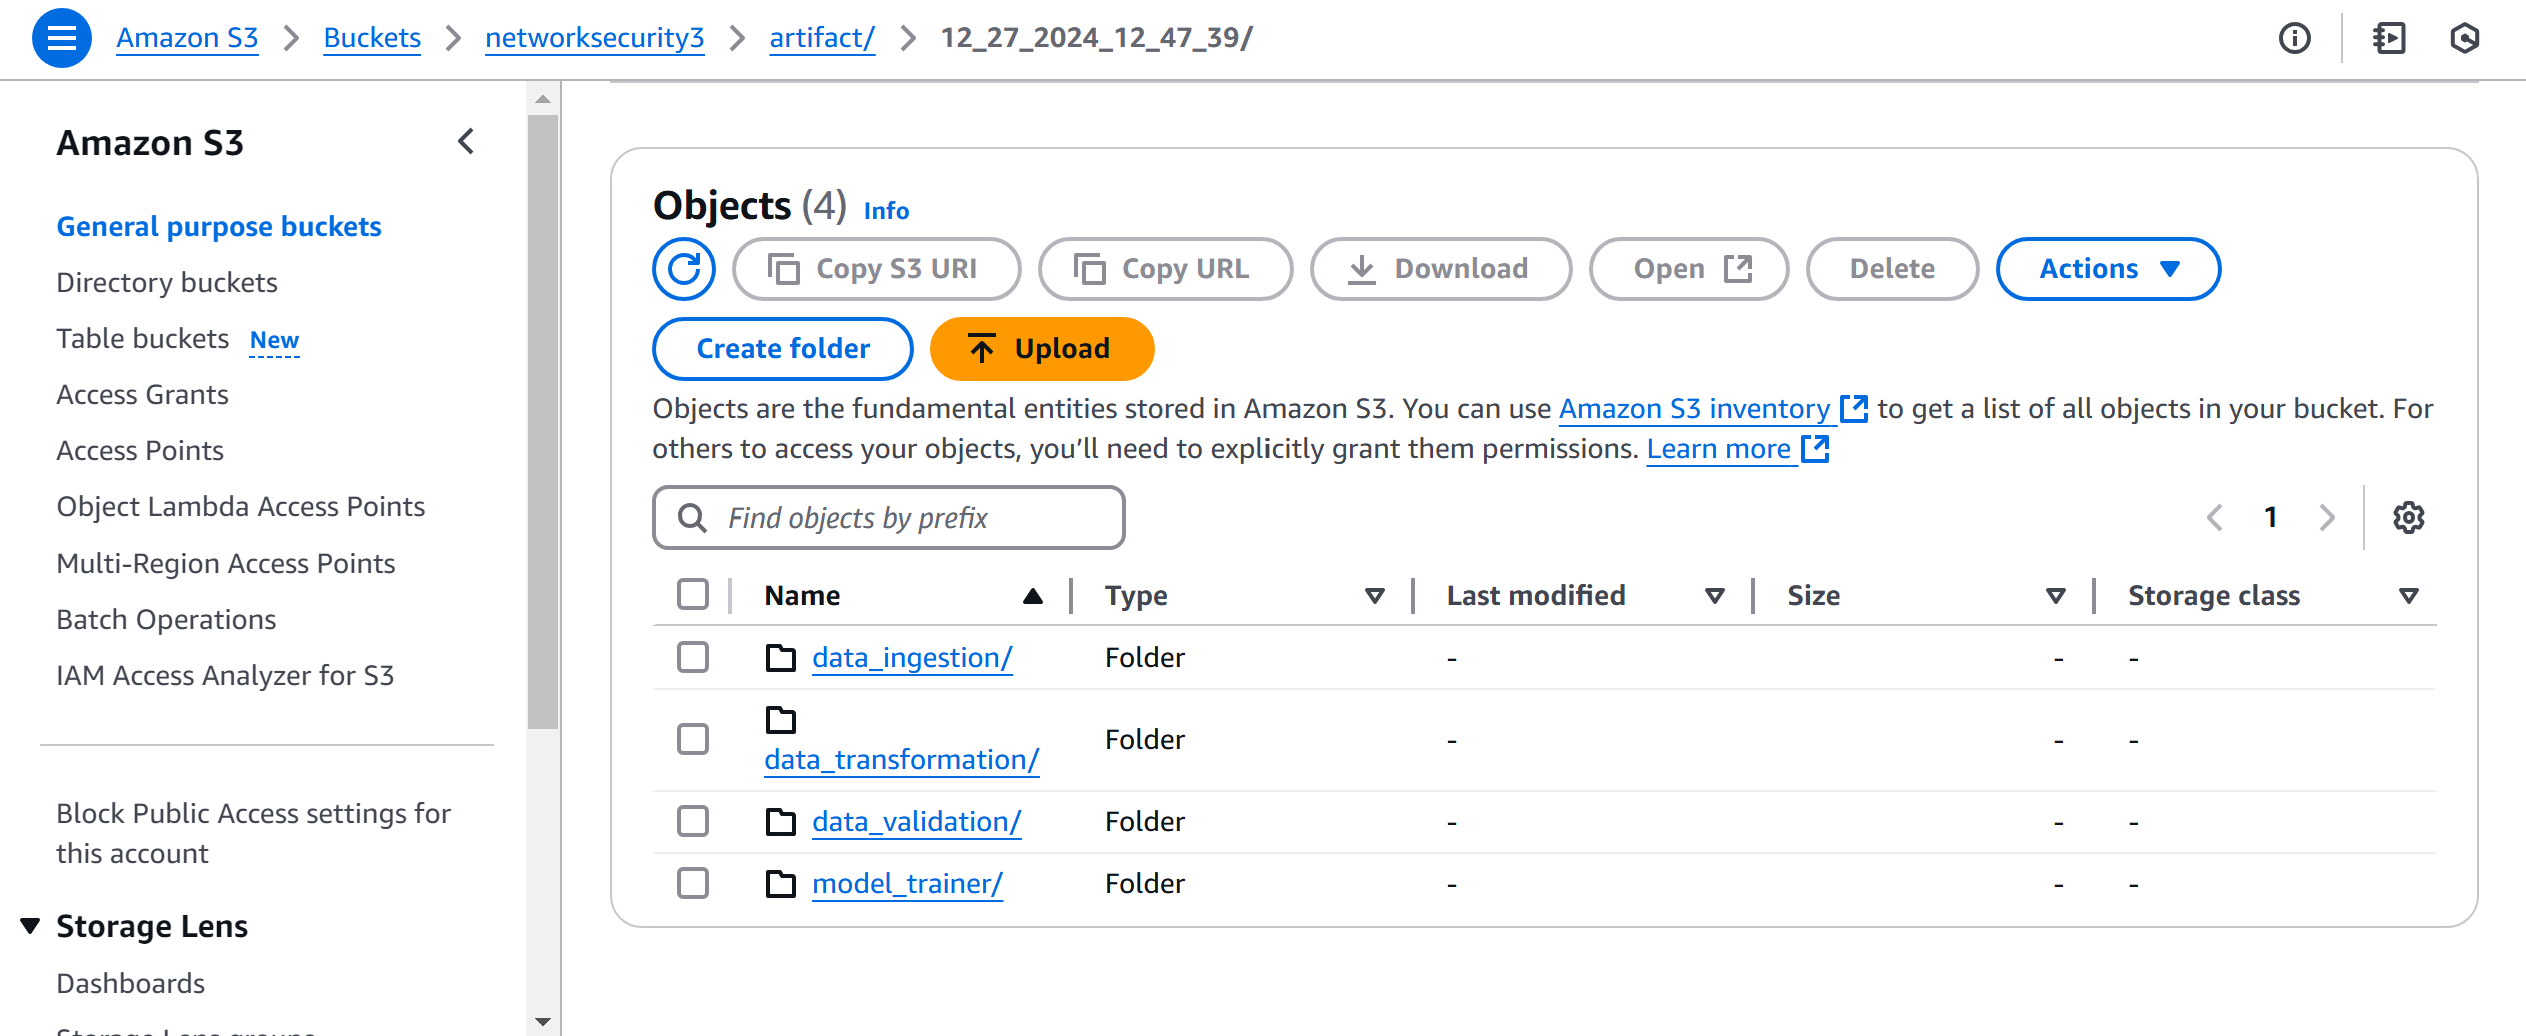 Amazon S3 Buckets networksecurity3 artifact/ 12_27_2024_12_47_39/
Amazon S3
General purpose buckets
Directory buckets
Table buckets New
Access Grants
Access Points
Object Lambda Access Points
Multi-Region Access Points
Batch Operations
IAM Access Analyzer for S3
Block Public Access settings for
this account
Storage Lens
Dashboards
Storage Lens groups
Objects (4) Info
Copy S3 URI Copy URL Download Open Delete Actions
Create folder Upload
Objects are the fundamental entities stored in Amazon S3. You can use Amazon S3 inventory to get a list of all objects in your bucket. For
others to access your objects, you’ll need to explicitly grant them permissions. Learn more
Find objects by prefix
1
Name Type Last modified Size Storage class
data_ingestion/ Folder - - -
data_transformation/ Folder - - -
data_validation/ Folder - - -
model_trainer/ Folder - - -